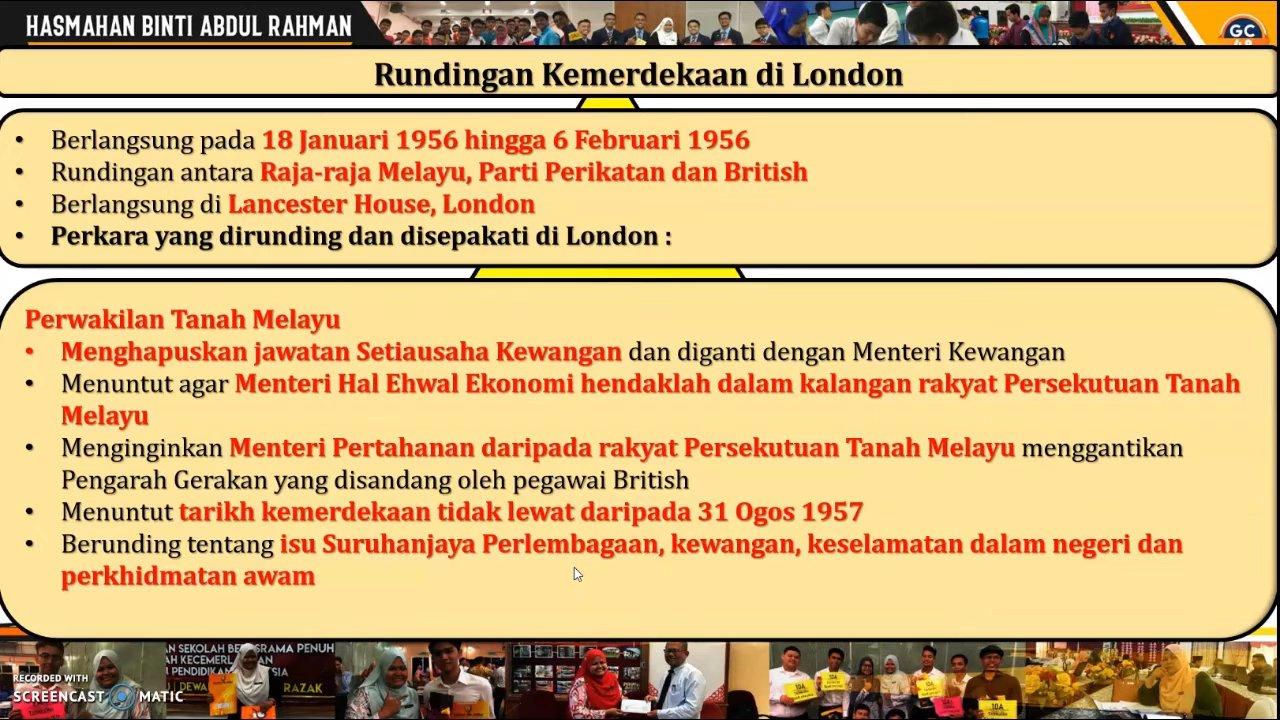 HASMAHAN BINTI ABDUL RAHMAN
GC
48
Rundingan Kemerdekaan di London
• Berlangsung pada 18 Januari 1956 hingga 6 Februari 1956
• Rundingan antara Raja-raja Melayu, Parti Perikatan dan British
• Berlangsung di Lancester House, London
• Perkara yang dirunding dan disepakati di London :
Perwakilan Tanah Melayu
• Menghapuskan jawatan Setiausaha Kewangan dan diganti dengan Menteri Kewangan
• Menuntut agar Menteri Hal Ehwal Ekonomi hendaklah dalam kalangan rakyat Persekutuan Tanah
Melayu
• Menginginkan Menteri Pertahanan daripada rakyat Persekutuan Tanah Melayu menggantikan
Pengarah Gerakan yang disandang oleh pegawai British
• Menuntut tarikh kemerdekaan tidak lewat daripada 31 Ogos 1957
• Berunding tentang isu Suruhanjaya Perlembagaan, kewangan, keselamatan dalam negeri dan
perkhidmatan awam
SEKOLAH BERASRAMA PENUH
RAZAK
RECORDED WITH
SCREENCAST MATIC